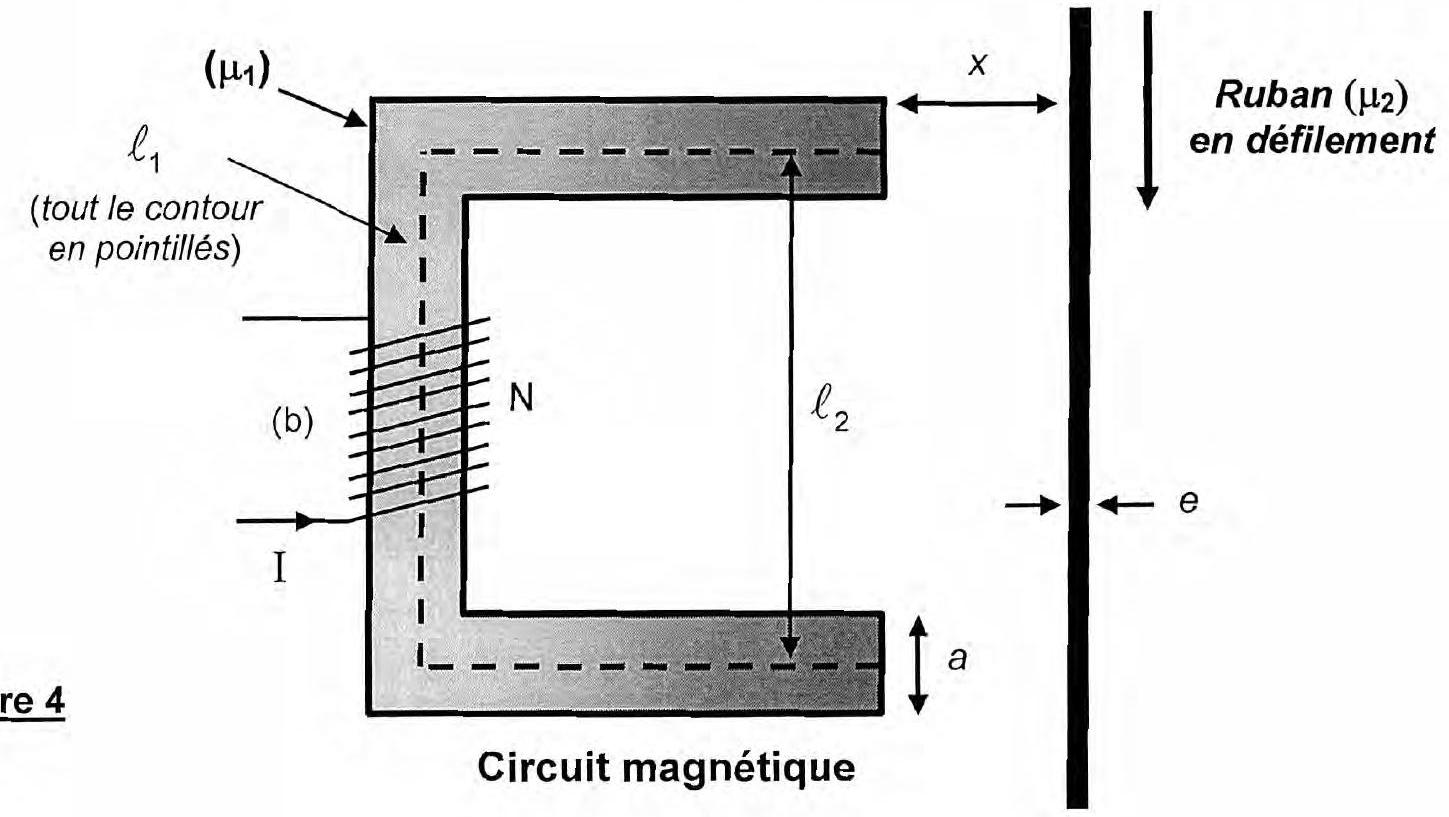 (μ₁)
ℓ₁
(tout le contour
en pointillés)
x
Ruban (μ₂)
en défilement
(b)
N
ℓ₂
I
e
a
re 4
Circuit magnétique